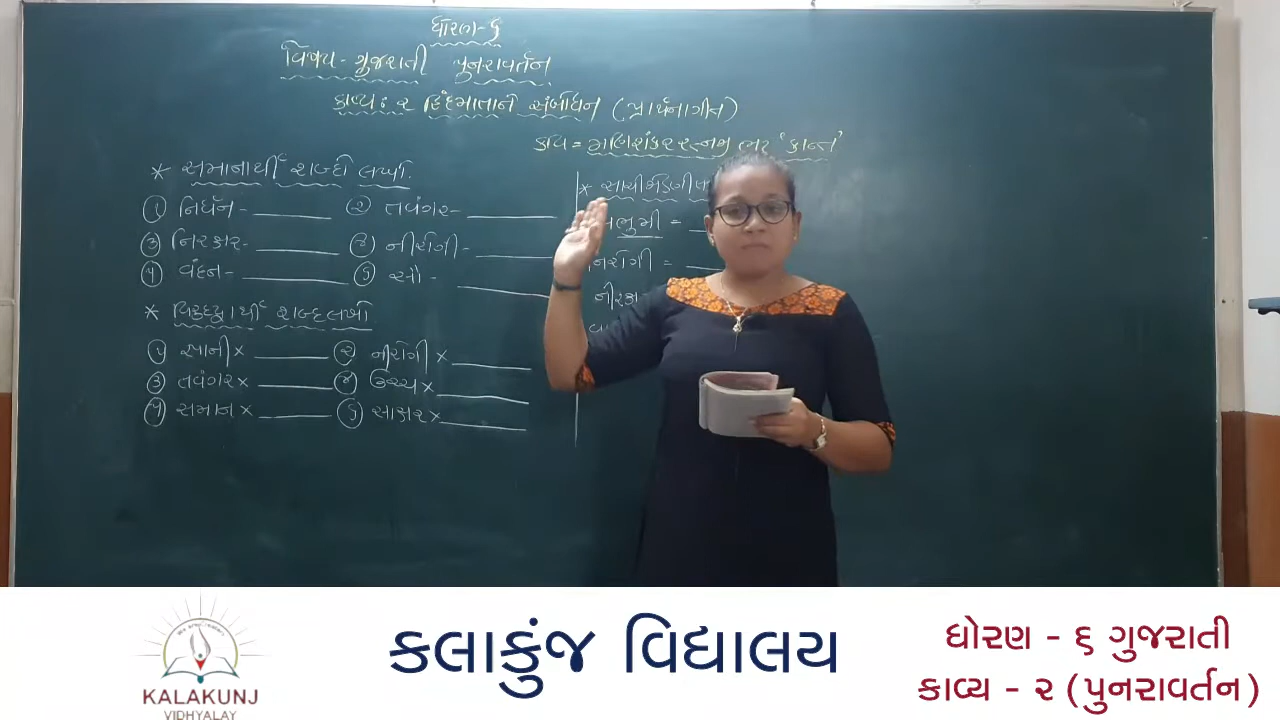 ધોરણ-૬
વિષય-ગુજરાતી પુનરાવર્તન
કાવ્ય: ૨ હિંદમાતાને સંબોધન (પ્રાર્થનાગીત)
કવિ = મણિશંકર રત્નજી ભટ્ટ 'કાન્ત'
* સમાનાર્થી શબ્દો લખો.
૧ નિર્ધન- ૨ તવંગર-
૩ નિરક્ષર- ૪ નીરોગી-
૫ વંદન- ૬ સૌ -
* વિરુદ્ધાર્થી શબ્દ લખો
૧ જ્ઞાની × ૨ નીરોગી ×
૩ તવંગર × ૪ ઉચ્ચ ×
૫ સમાન × ૬ સાક્ષર ×
* સાચી જોડણી
ભુમી =
નીરક્ષ
KALAKUNJ
VIDHYALAY
કલાકુંજ વિદ્યાલય
ધોરણ - ૬ ગુજરાતી
કાવ્ય - ૨ (પુનરાવર્તન)